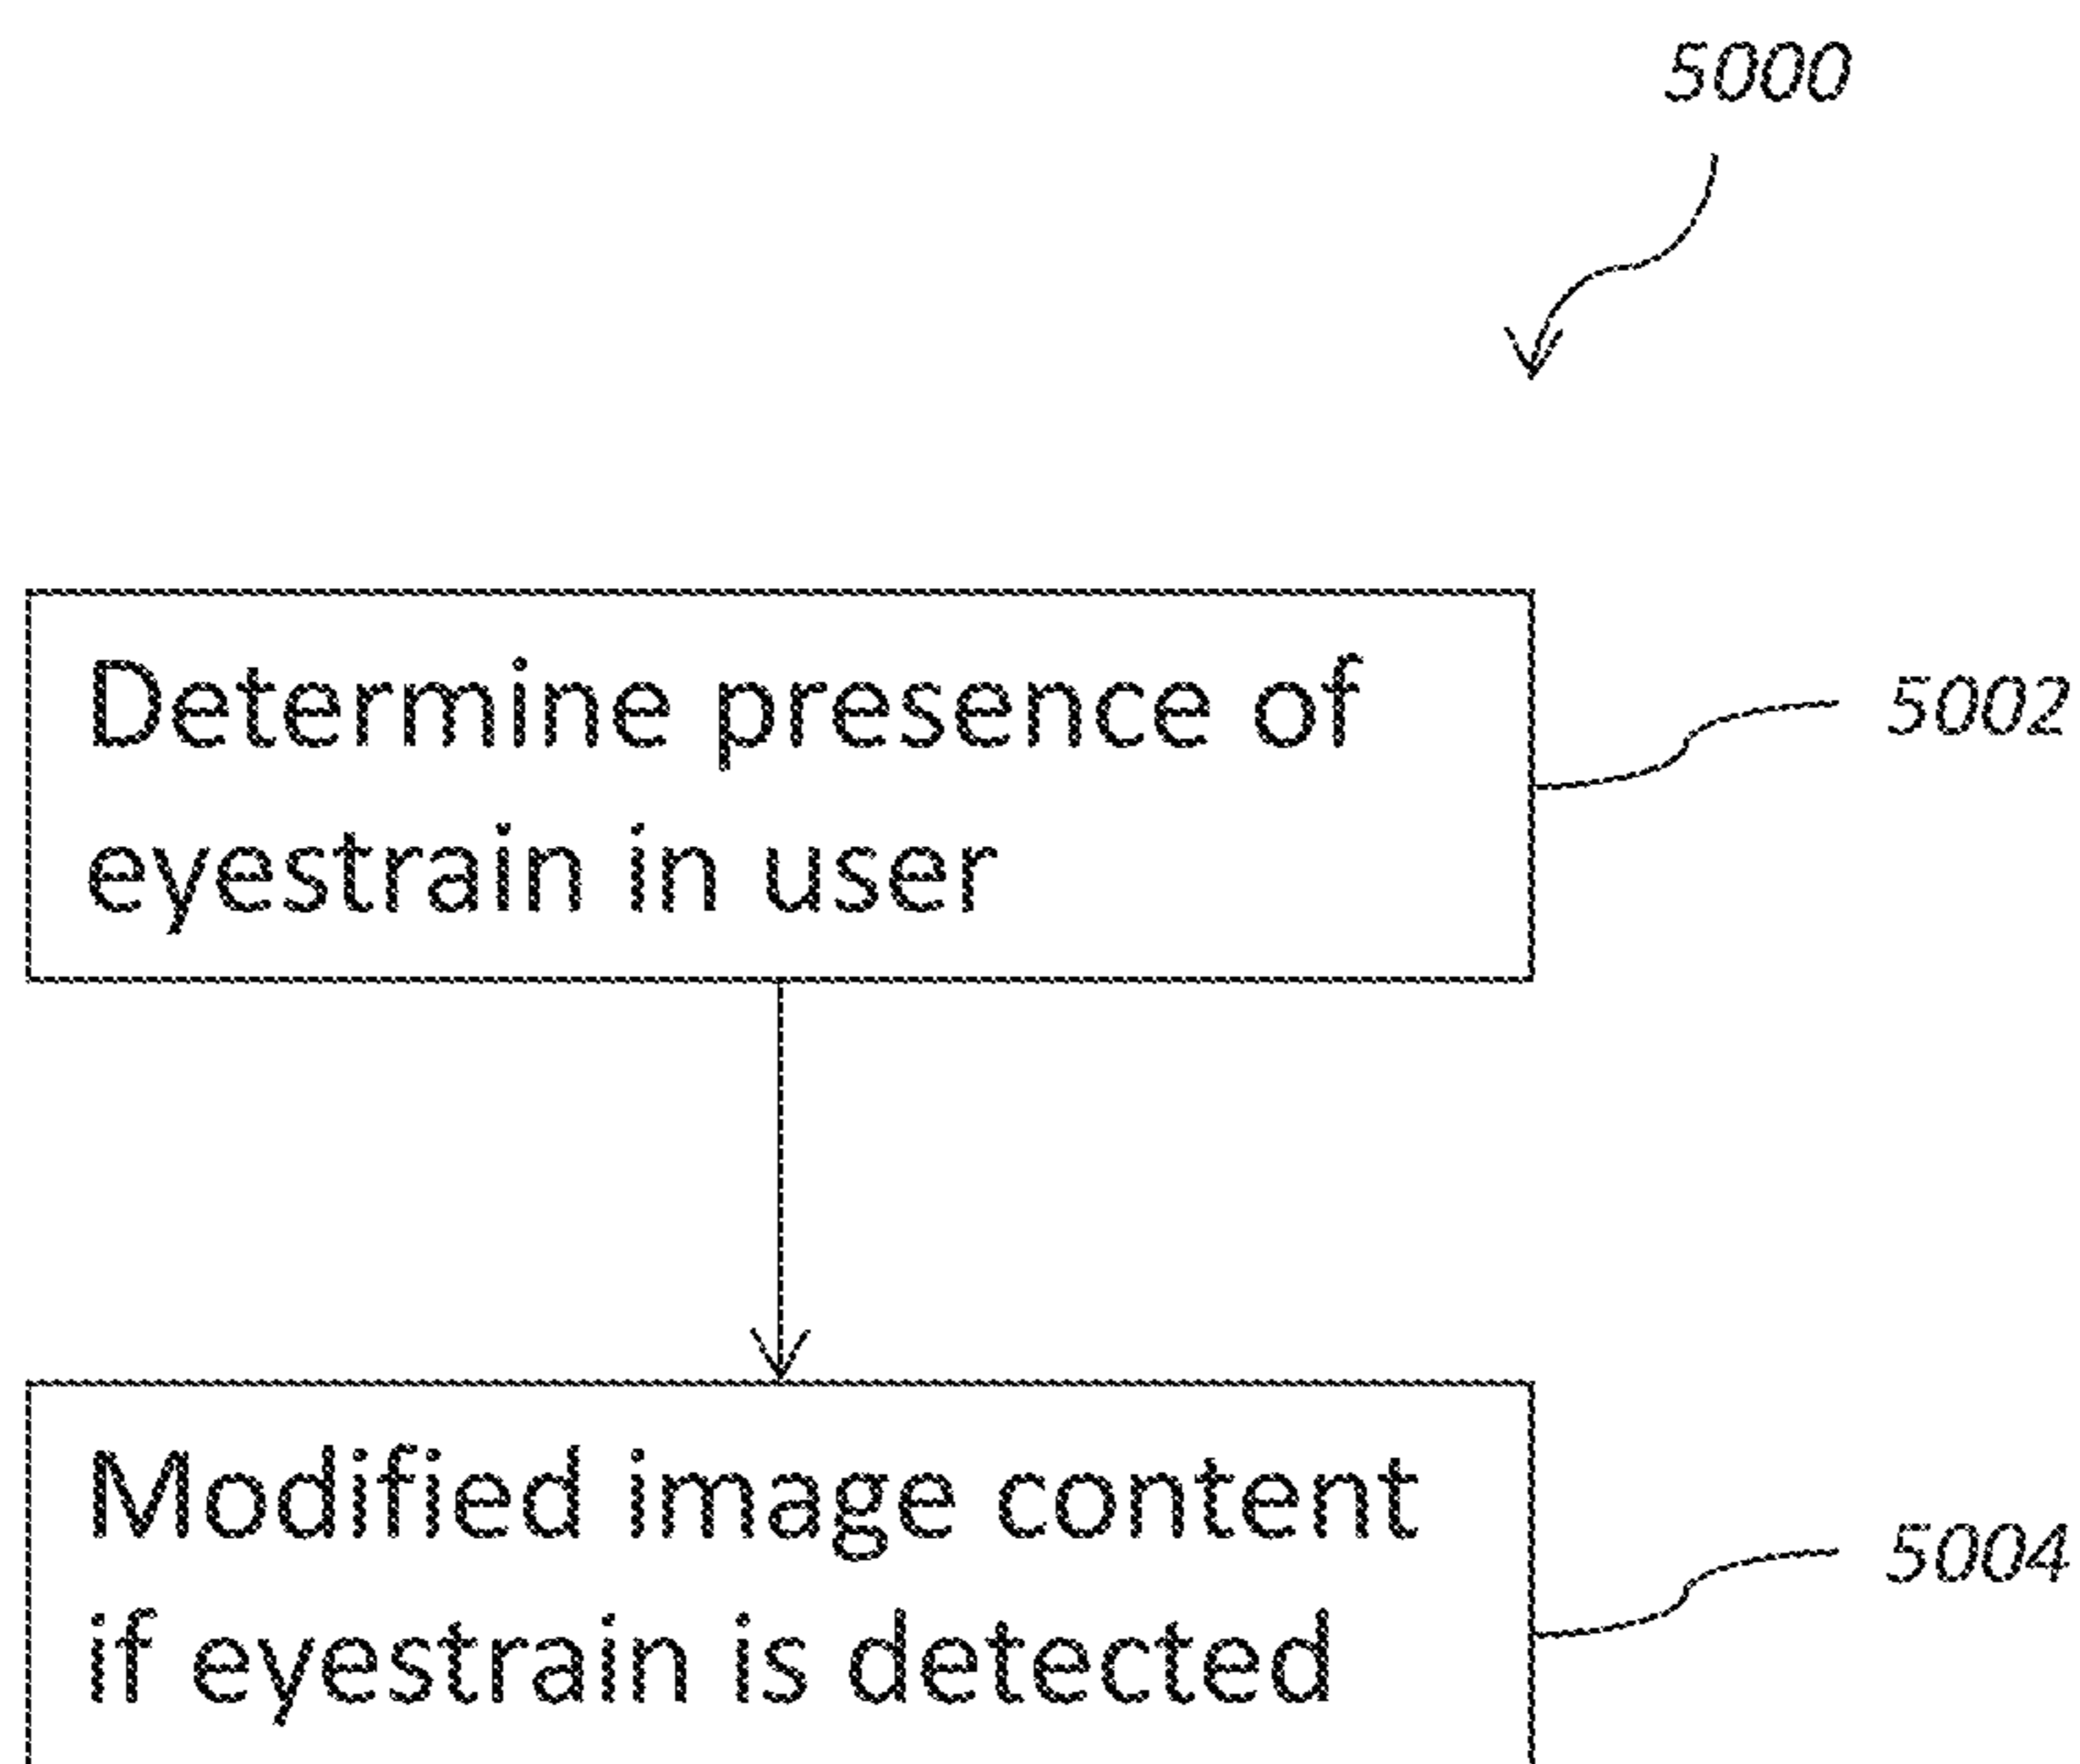 5000
Determine presence of
eyestrain in user
5002
Modified image content
if eyestrain is detected
5004